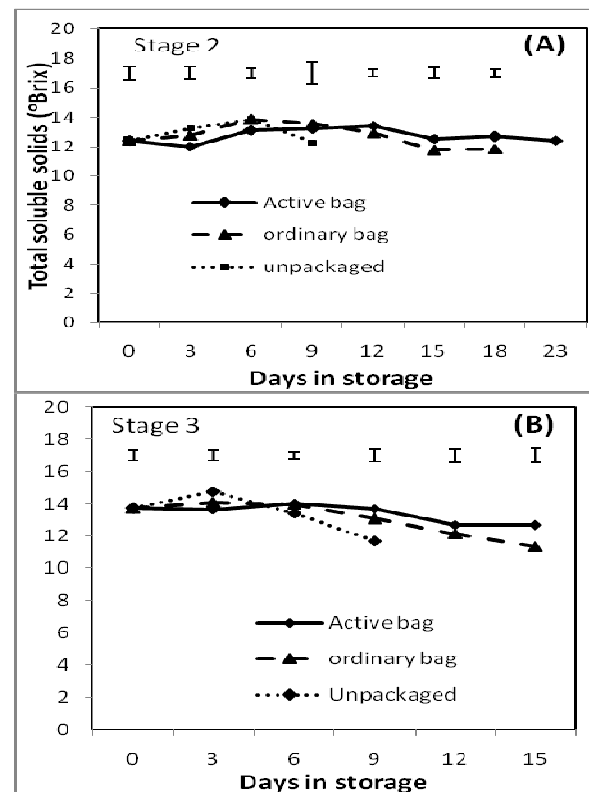 20
Stage 2 (A)
18
16
14
12
10
8
6
4
2
0
Total soluble solids (ºBrix)
Active bag
ordinary bag
unpackaged
0 3 6 9 12 15 18 23
Days in storage
20
Stage 3 (B)
18
16
14
12
10
8
6
4
2
0
Active bag
ordinary bag
Unpackaged
0 3 6 9 12 15
Days in storage